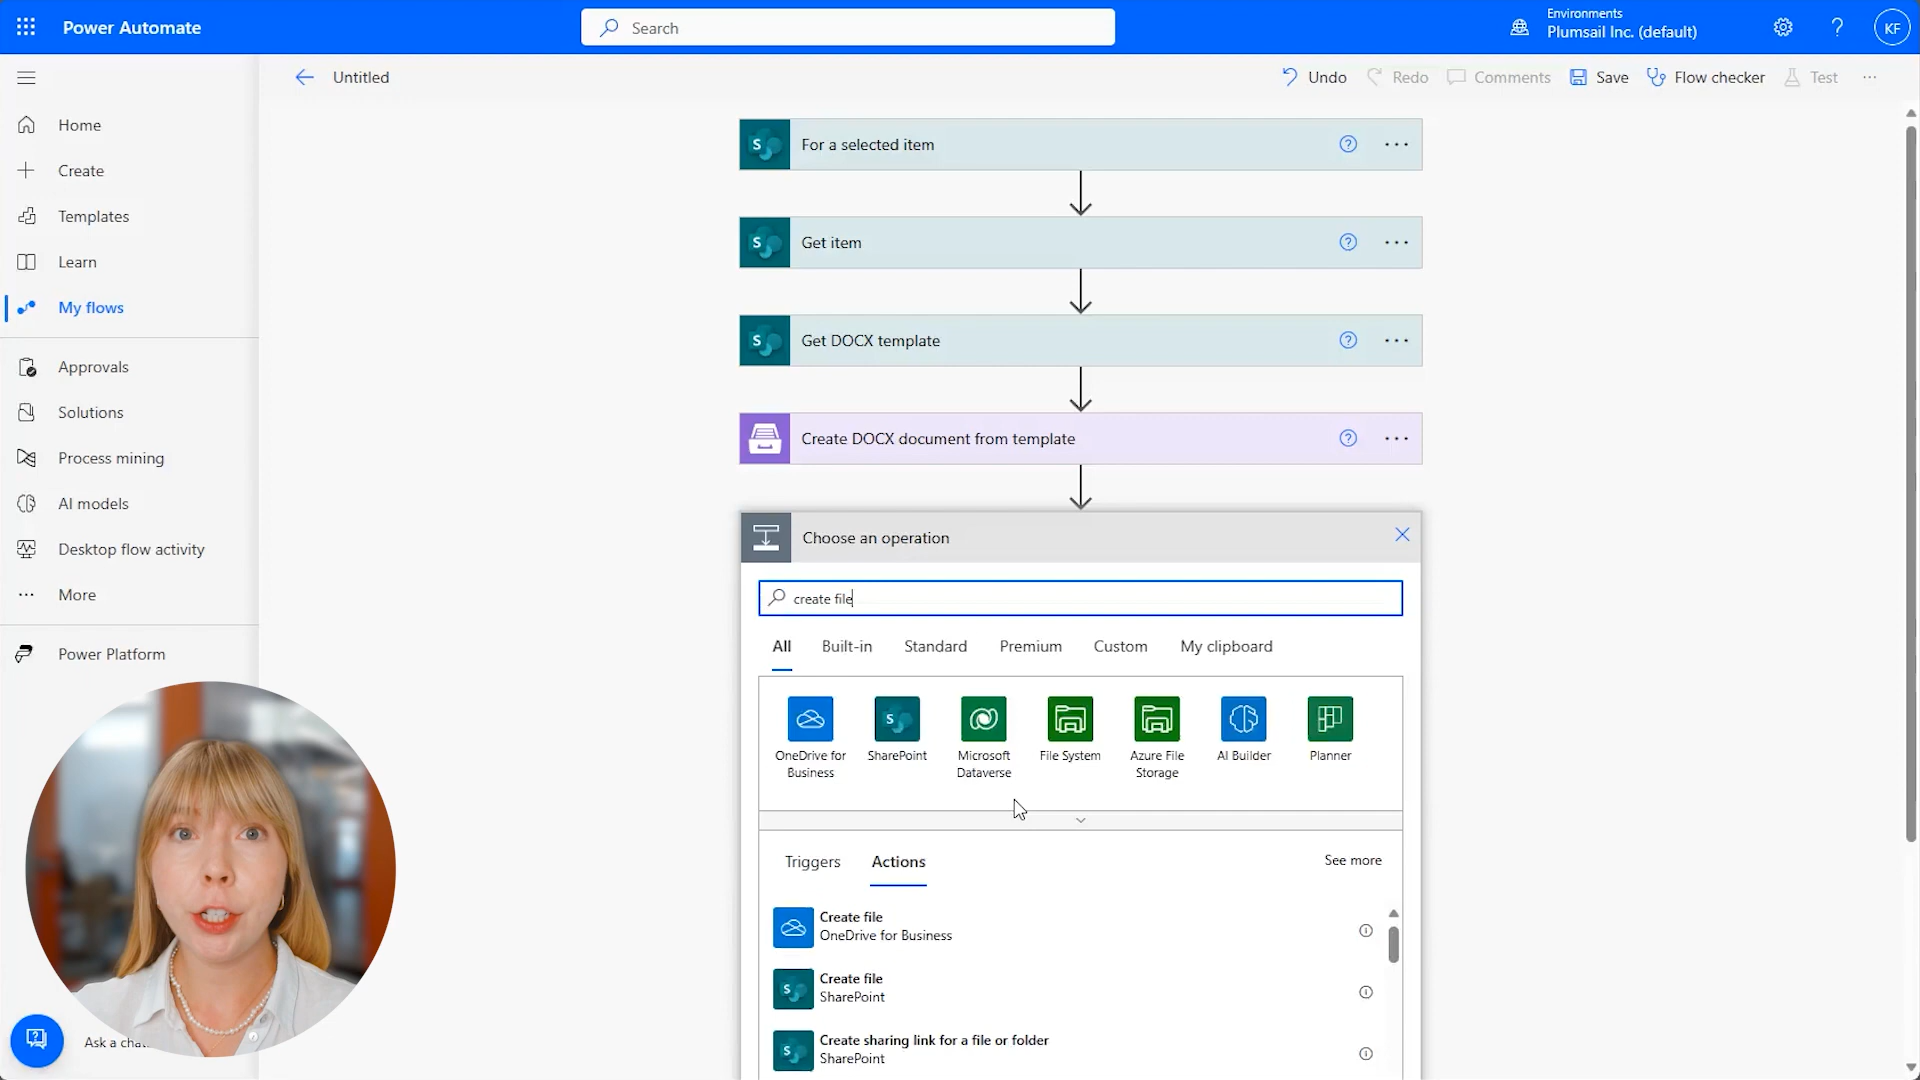 Power Automate
Search
Environments
Plumsail Inc. (default)
KF
Untitled
Undo
Redo
Comments
Save
Flow checker
Test
Home
Create
Templates
Learn
My flows
Approvals
Solutions
Process mining
AI models
Desktop flow activity
More
Power Platform
Ask a cha
For a selected item
Get item
Get DOCX template
Create DOCX document from template
Choose an operation
create file
All
Built-in
Standard
Premium
Custom
My clipboard
OneDrive for
Business
SharePoint
Microsoft
Dataverse
File System
Azure File
Storage
AI Builder
Planner
Triggers
Actions
See more
Create file
OneDrive for Business
Create file
SharePoint
Create sharing link for a file or folder
SharePoint